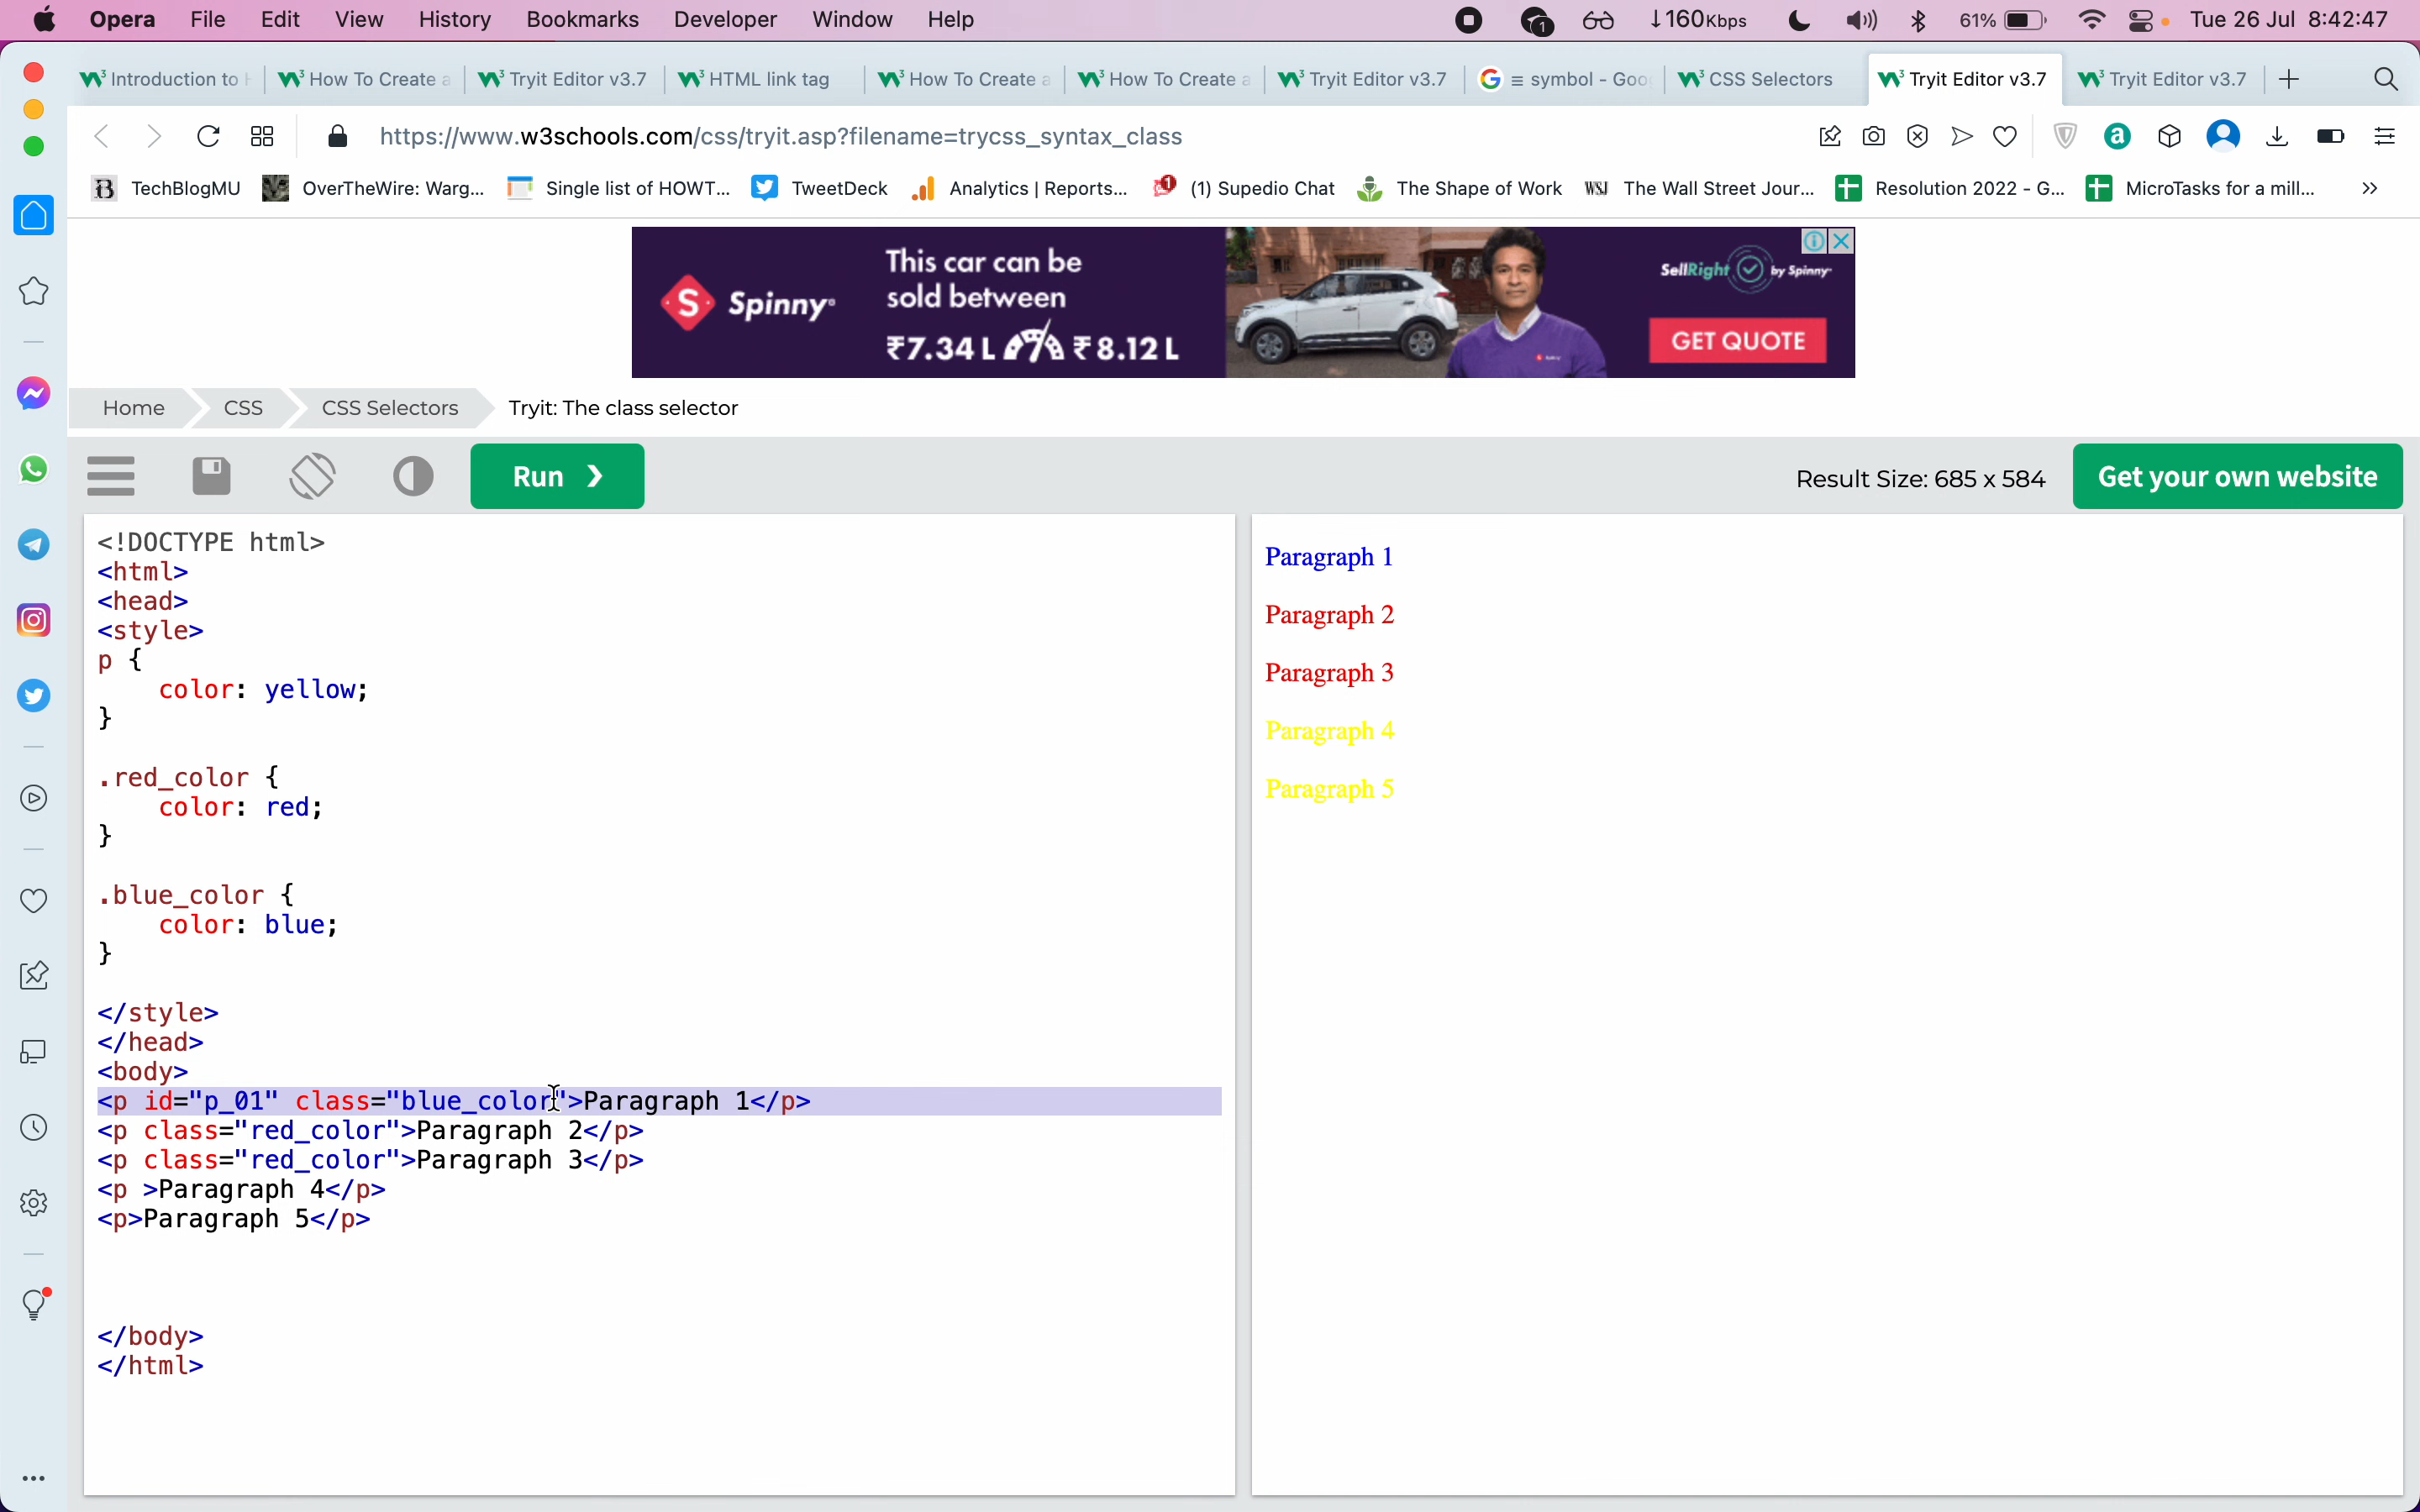 Opera File Edit View History Bookmarks Developer Window Help 1 ↓160Kbps 61% Tue 26 Jul 8:42:47
Introduction to H How To Create a Tryit Editor v3.7 HTML link tag How To Create a How To Create a Tryit Editor v3.7 ≡ symbol - Goo CSS Selectors Tryit Editor v3.7 Tryit Editor v3.7
https://www.w3schools.com/css/tryit.asp?filename=trycss_syntax_class
TechBlogMU OverTheWire: Warg... Single list of HOWT... TweetDeck Analytics | Reports... (1) Supedio Chat The Shape of Work WSJ The Wall Street Jour... Resolution 2022 - G... MicroTasks for a mill... »
S Spinny
This car can be
sold between
₹7.34 L ₹8.12 L
SellRight by Spinny
GET QUOTE
Home CSS CSS Selectors Tryit: The class selector
Run ❯ Result Size: 685 x 584 Get your own website
<!DOCTYPE html>
<html>
<head>
<style>
p {
color: yellow;
}
.red_color {
color: red;
}
.blue_color {
color: blue;
}
</style>
</head>
<body>
<p id="p_01" class="blue_color">Paragraph 1</p>
<p class="red_color">Paragraph 2</p>
<p class="red_color">Paragraph 3</p>
<p >Paragraph 4</p>
<p>Paragraph 5</p>
</body>
</html>
Paragraph 1
Paragraph 2
Paragraph 3
Paragraph 4
Paragraph 5